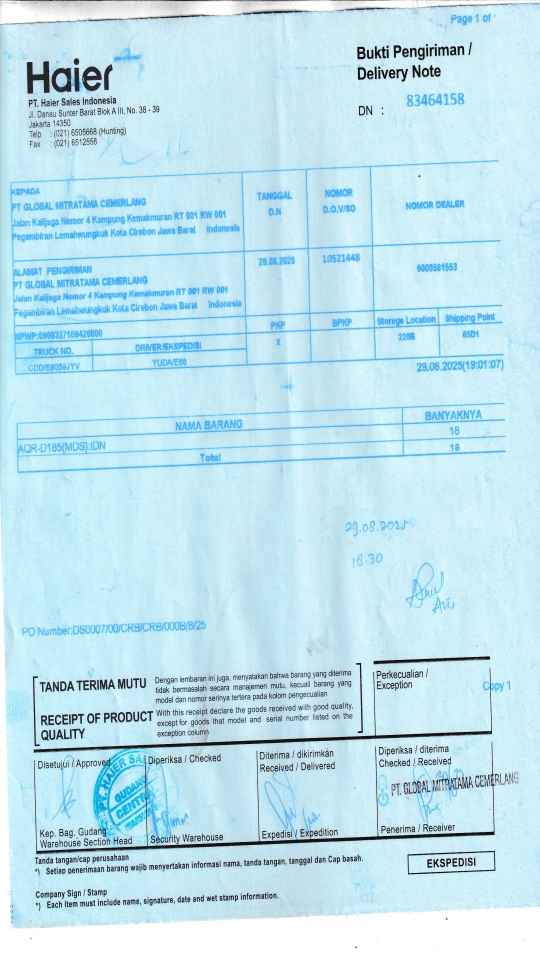 Page 1 of
Haier
Bukti Pengiriman /
Delivery Note
DN : 83464158
PT. Haier Sales Indonesia
Jl. Danau Sunter Barat Blok A III, No. 38 - 39
Jakarta 14350
Telp : (021) 6505668 (Hunting)
Fax : (021) 6512556
KEPADA
PT GLOBAL MITRATAMA CEMERLANG
Jalan Kalijaga Nomor 4 Kampung Kemakmuran RT 001 RW 001
Pegambiran Lemahwungkuk Kota Cirebon Jawa Barat Indonesia
TANGGAL
D.N
NOMOR
D.O.V/SO
NOMOR DEALER
ALAMAT PENGIRIMAN
PT GLOBAL MITRATAMA CEMERLANG
Jalan Kalijaga Nomor 4 Kampung Kemakmuran RT 001 RW 001
Pegambiran Lemahwungkuk Kota Cirebon Jawa Barat Indonesia
29.08.2025
10521448
NPWP:0908327109428000
PKP
BPKP
Storage Location
Shipping Point
TRUCK NO.
DRIVER/EKSPEDISI
X
220B
65D1
YUDA/E68
29.08.2025(19:01:07)
NAMA BARANG
BANYAKNYA
AQR-D185(MDS):IDN
18
Total
18
29.08.2025
18.30
PO Number:DS0007/00/CRB/CRB/000B/8/25
TANDA TERIMA MUTU
Dengan lembaran ini juga, menyatakan bahwa barang yang diterima
tidak bermasalah secara manajemen mutu, kecuali barang yang
model dan nomor serinya tertera pada kolom pengecualian
RECEIPT OF PRODUCT
QUALITY
With this receipt declare the goods received with good quality,
except for goods that model and serial number listed on the
exception column
Perkecualian /
Exception
Copy 1
Disetujui / Approved
Diperiksa / Checked
Diterima / dikirimkan
Received / Delivered
Diperiksa / diterima
Checked / Received
PT. HAIER SAL
GUDANG
CENTRAL
PT. GLOBAL MITRATAMA CEMERLANG
Kep. Bag. Gudang
Warehouse Section Head
Security Warehouse
Expedisi / Expedition
Penerima / Receiver
Tanda tangan/cap perusahaan
*) Setiap penerimaan barang wajib menyertakan informasi nama, tanda tangan, tanggal dan Cap basah.
EKSPEDISI
Company Sign / Stamp
*) Each item must include name, signature, date and wet stamp information.